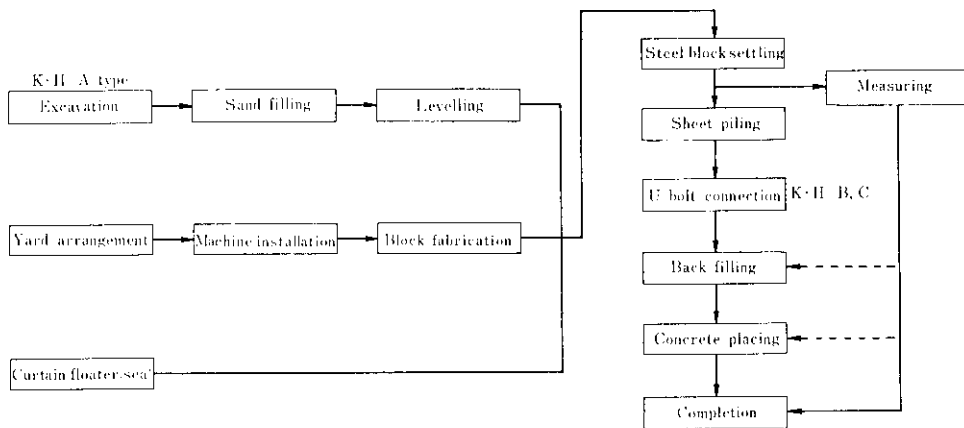 K·H A type
Excavation
Sand filling
Levelling
Yard arrangement
Machine installation
Block fabrication
Curtain floater·sea
Steel block settling
Measuring
Sheet piling
U bolt connection
K·H B, C
Back filling
Concrete placing
Completion